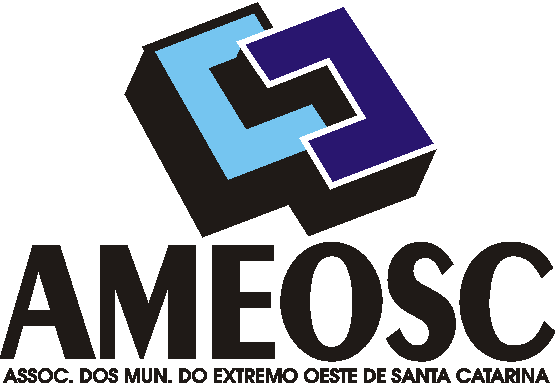 AMEOSC
ASSOC. DOS MUN. DO EXTREMO OESTE DE SANTA CATARINA